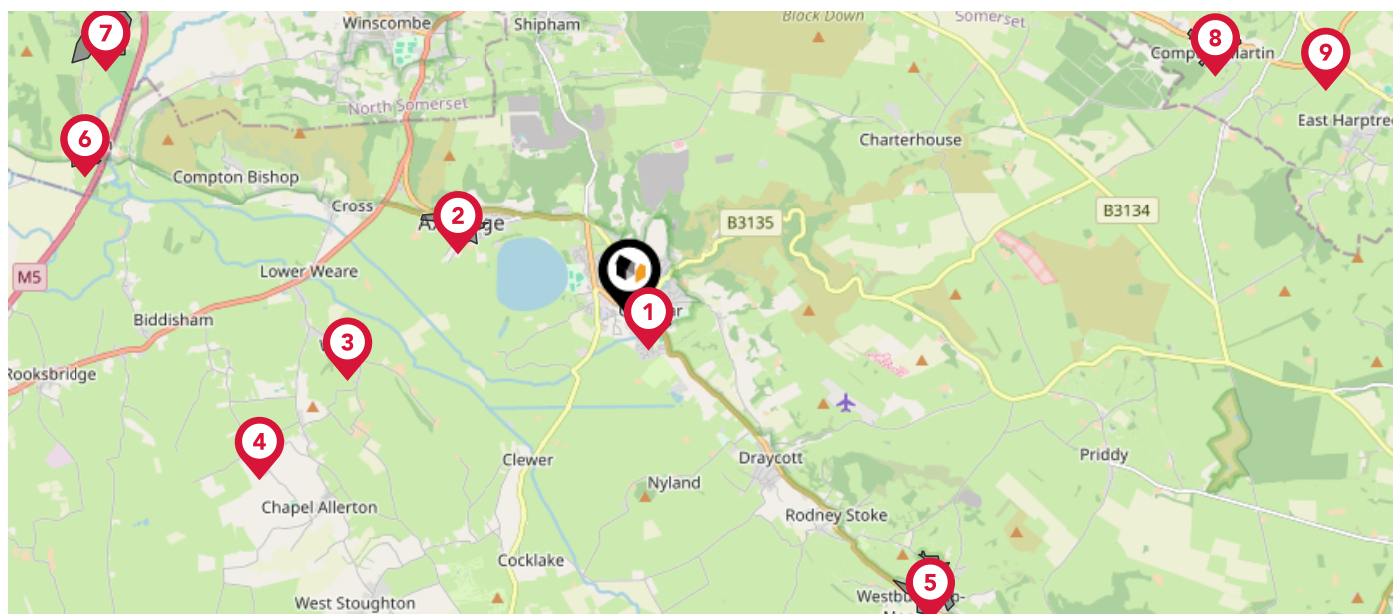 7
Winscombe
Shipham
Black Down
Somerset
8
9
North Somerset
6
Charterhouse
East Harptre
Compton Bishop
Cross
2
B3135
B3134
M5
Lower Weare
1
Biddisham
3
Rooksbridge
4
Clewer
Draycott
Priddy
Nyland
Chapel Allerton
Rodney Stoke
Cocklake
5
West Stoughton